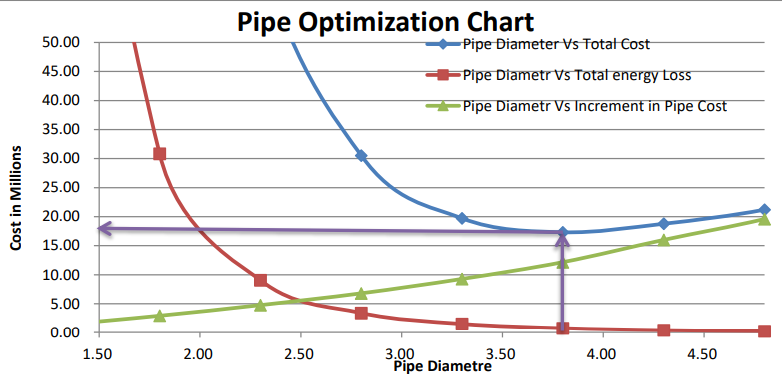 Pipe Optimization Chart
50.00
45.00
40.00
35.00
30.00
25.00
20.00
15.00
10.00
5.00
0.00
Cost in Millions
Pipe Diameter Vs Total Cost
Pipe Diametr Vs Total energy Loss
Pipe Diametr Vs Increment in Pipe Cost
1.50 2.00 2.50 3.00 3.50 4.00 4.50
Pipe Diametre